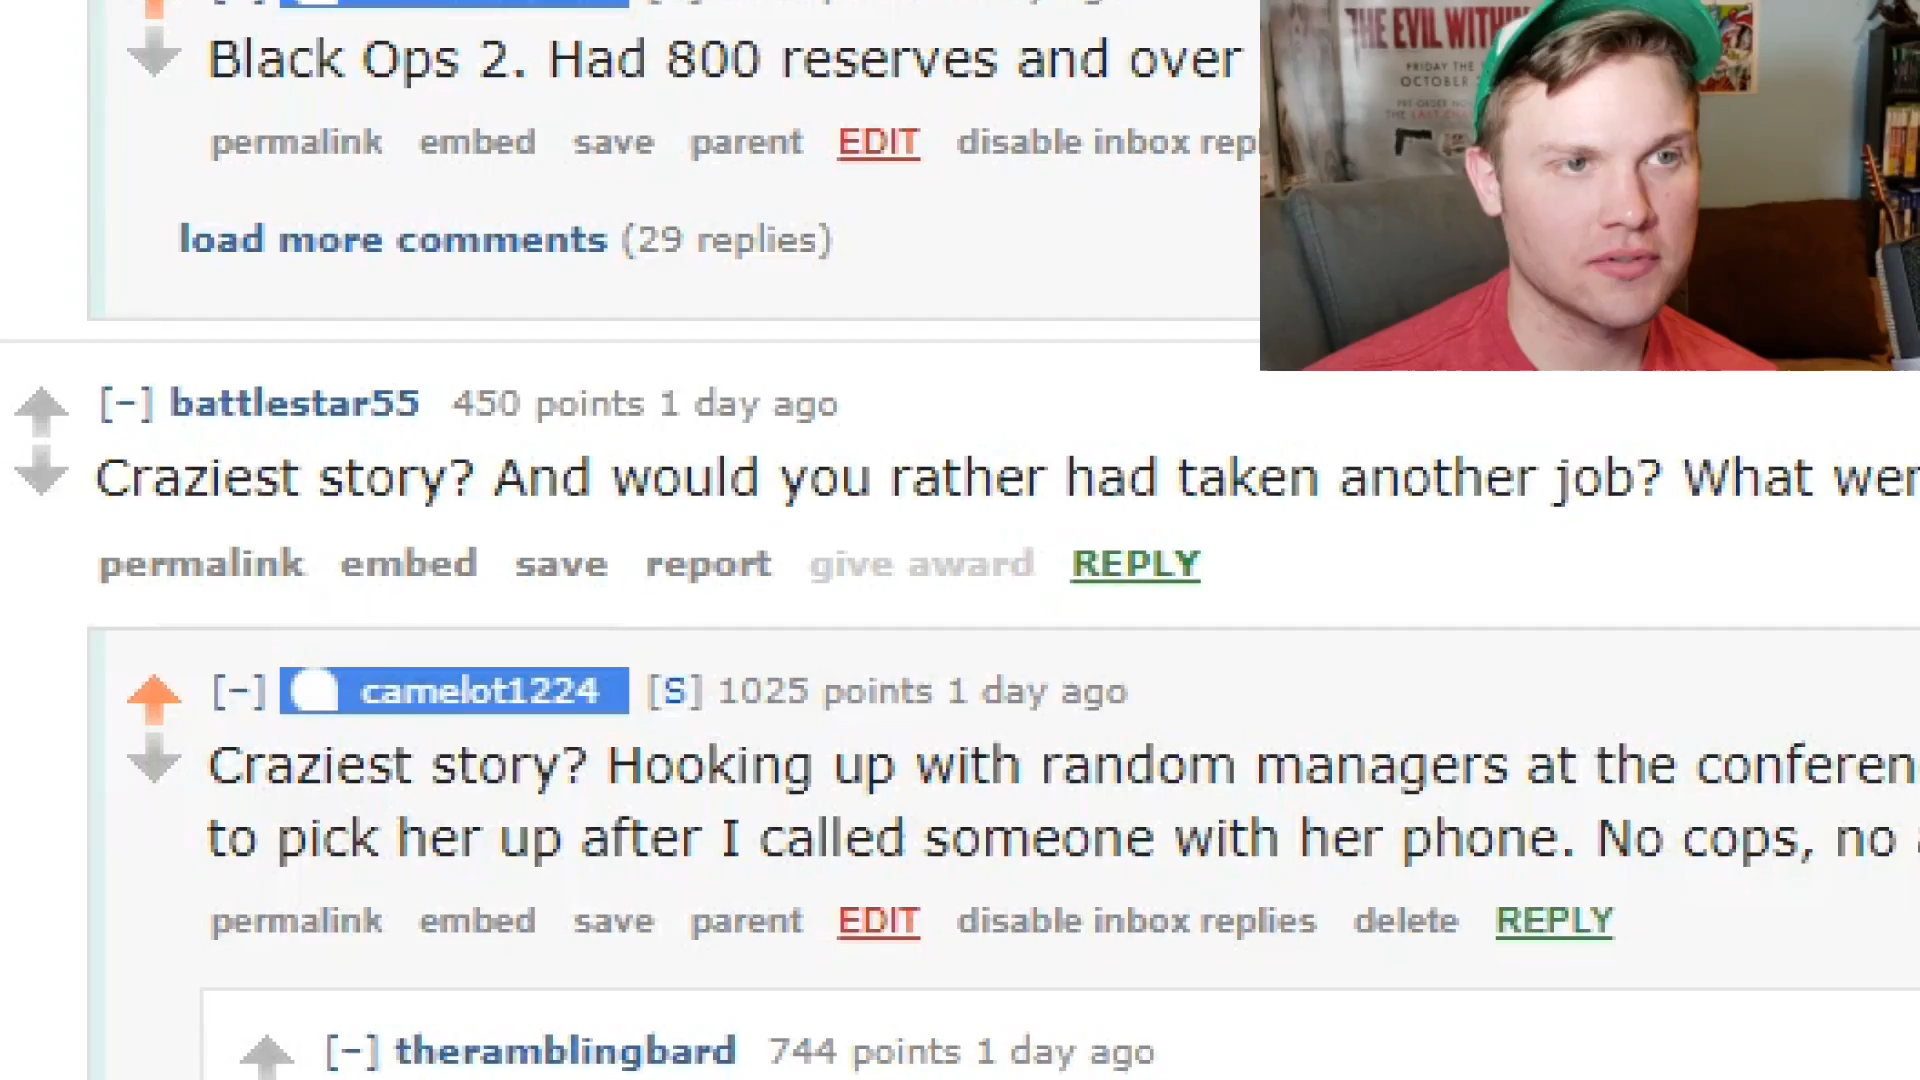 Black Ops 2. Had 800 reserves and over
permalink embed save parent EDIT disable inbox repl
load more comments (29 replies)
THE EVIL WITHIN
FRIDAY THE
OCTOBER
[-] battlestar55 450 points 1 day ago
Craziest story? And would you rather had taken another job? What wer
permalink embed save report give award REPLY
[-] camelot1224 [S] 1025 points 1 day ago
Craziest story? Hooking up with random managers at the conferen
to pick her up after I called someone with her phone. No cops, no
permalink embed save parent EDIT disable inbox replies delete REPLY
[-] theramblingbard 744 points 1 day ago